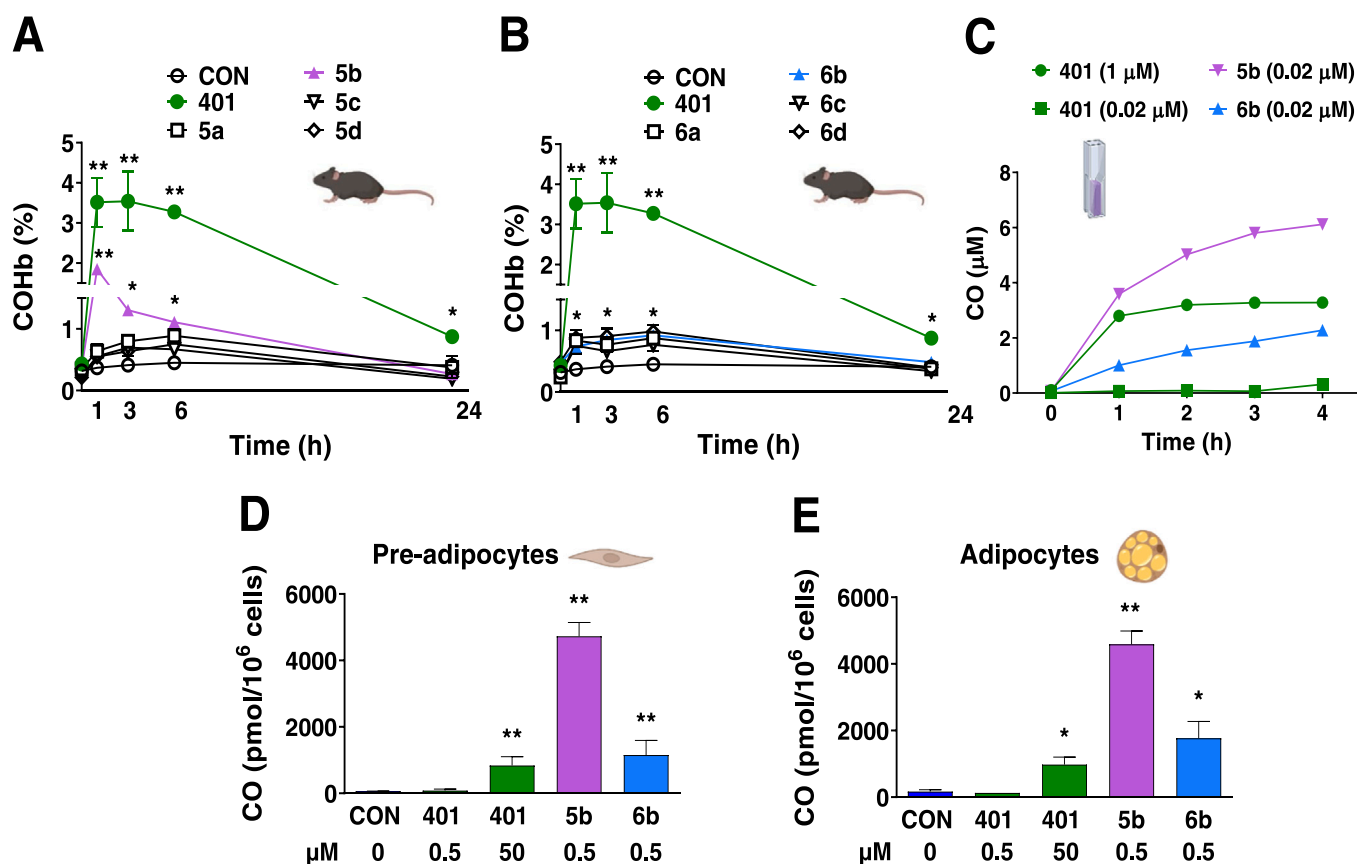 A
CON
401
5a
5b
5c
5d
COHb (%)
5
4
3
2
1
0
** ** **
**
* *
*
1 3 6 24
Time (h)
B
CON
401
6a
6b
6c
6d
COHb (%)
5
4
3
2
1
0
** ** **
* * *
*
1 3 6 24
Time (h)
C
401 (1 μM)
401 (0.02 μM)
5b (0.02 μM)
6b (0.02 μM)
CO (μM)
8
6
4
2
0
0 1 2 3 4
Time (h)
D
Pre-adipocytes
CO (pmol/10⁶ cells)
6000
4000
2000
0
** ** **
CON 401 401 5b 6b
μM 0 0.5 50 0.5 0.5
E
Adipocytes
CO (pmol/10⁶ cells)
6000
4000
2000
0
* ** *
CON 401 401 5b 6b
μM 0 0.5 50 0.5 0.5